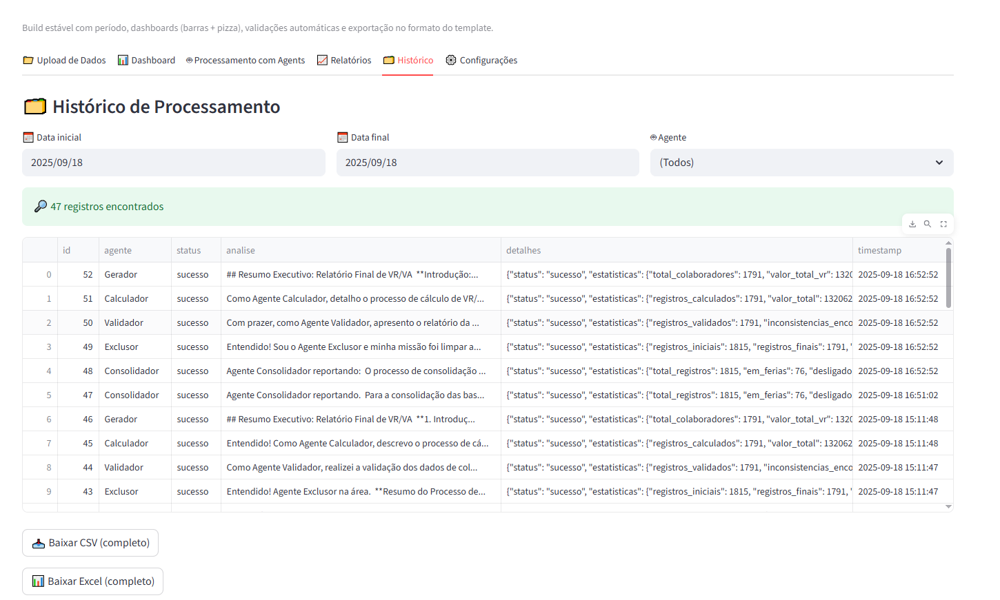 Build estável com período, dashboards (barras + pizza), validações automáticas e exportação no formato do template.
Upload de Dados Dashboard Processamento com Agents Relatórios Histórico Configurações
Histórico de Processamento
Data inicial Data final Agente
2025/09/18 2025/09/18 (Todos)
47 registros encontrados
id agente status analise detalhes timestamp
0 52 Gerador sucesso ## Resumo Executivo: Relatório Final de VR/VA **Introdução:... {"status": "sucesso", "estatisticas": {"total_colaboradores": 1791, "valor_total_vr": 1320 2025-09-18 16:52:52
1 51 Calculador sucesso Como Agente Calculador, detalho o processo de cálculo de VR/... {"status": "sucesso", "estatisticas": {"registros_calculados": 1791, "valor_total": 132062 2025-09-18 16:52:52
2 50 Validador sucesso Com prazer, como Agente Validador, apresento o relatório da ... {"status": "sucesso", "estatisticas": {"registros_validados": 1791, "inconsistencias_enco 2025-09-18 16:52:52
3 49 Exclusor sucesso Entendido! Sou o Agente Exclusor e minha missão foi limpar a... {"status": "sucesso", "estatisticas": {"registros_iniciais": 1815, "registros_finais": 1791, " 2025-09-18 16:52:52
4 48 Consolidador sucesso Agente Consolidador reportando: O processo de consolidação ... {"status": "sucesso", "estatisticas": {"total_registros": 1815, "em_ferias": 76, "desligado 2025-09-18 16:52:52
5 47 Consolidador sucesso Agente Consolidador reportando. Para a consolidação das bas... {"status": "sucesso", "estatisticas": {"total_registros": 1815, "em_ferias": 76, "desligado 2025-09-18 16:51:02
6 46 Gerador sucesso ## Resumo Executivo: Relatório Final de VR/VA **1. Introduç... {"status": "sucesso", "estatisticas": {"total_colaboradores": 1791, "valor_total_vr": 1320 2025-09-18 15:11:48
7 45 Calculador sucesso Entendido! Como Agente Calculador, descrevo o processo de cá... {"status": "sucesso", "estatisticas": {"registros_calculados": 1791, "valor_total": 132062 2025-09-18 15:11:48
8 44 Validador sucesso Como Agente Validador, realizei a validação dos dados de col... {"status": "sucesso", "estatisticas": {"registros_validados": 1791, "inconsistencias_enco 2025-09-18 15:11:47
9 43 Exclusor sucesso Entendido! Agente Exclusor na área. **Resumo do Processo de... {"status": "sucesso", "estatisticas": {"registros_iniciais": 1815, "registros_finais": 1791, " 2025-09-18 15:11:47
Baixar CSV (completo)
Baixar Excel (completo)